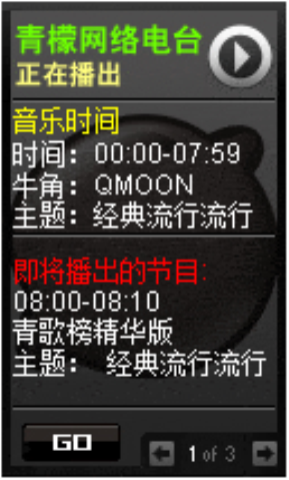 青檬网络电台
正在播出
音乐时间
时间：00:00-07:59
牛角：QMOON
主题：经典流行流行
即将播出的节目:
08:00-08:10
青歌榜精华版
主题： 经典流行流行
GO
1 of 3